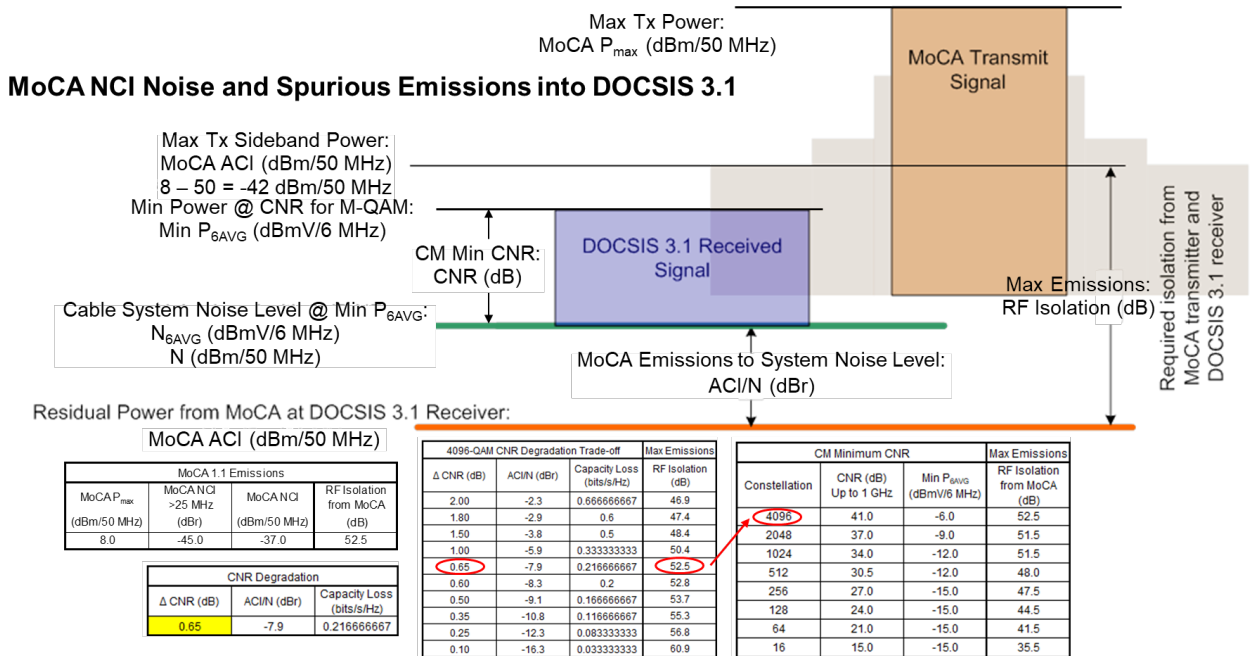 Max Tx Power:
MoCA Pmax (dBm/50 MHz)
MoCA Transmit
Signal
MoCA NCI Noise and Spurious Emissions into DOCSIS 3.1
Max Tx Sideband Power:
MoCA ACI (dBm/50 MHz)
8 – 50 = -42 dBm/50 MHz
Min Power @ CNR for M-QAM:
Min P6AVG (dBmV/6 MHz)
CM Min CNR:
CNR (dB)
DOCSIS 3.1 Received
Signal
Max Emissions:
RF Isolation (dB)
Required isolation from
MoCA transmitter and
DOCSIS 3.1 receiver
Cable System Noise Level @ Min P6AVG:
N6AVG (dBmV/6 MHz)
N (dBm/50 MHz)
MoCA Emissions to System Noise Level:
ACI/N (dBr)
Residual Power from MoCA at DOCSIS 3.1 Receiver:
MoCA ACI (dBm/50 MHz)
MoCA 1.1 Emissions
MoCA Pmax MoCA NCI >25 MHz MoCA NCI RF Isolation from MoCA
(dBm/50 MHz) (dBr) (dBm/50 MHz) (dB)
8.0 -45.0 -37.0 52.5
CNR Degradation
Δ CNR (dB) ACI/N (dBr) Capacity Loss (bits/s/Hz)
0.65 -7.9 0.216666667
4096-QAM CNR Degradation Trade-off Max Emissions
Δ CNR (dB) ACI/N (dBr) Capacity Loss (bits/s/Hz) RF Isolation (dB)
2.00 -2.3 0.666666667 46.9
1.80 -2.9 0.6 47.4
1.50 -3.8 0.5 48.4
1.00 -5.9 0.333333333 50.4
0.65 -7.9 0.216666667 52.5
0.60 -8.3 0.2 52.8
0.50 -9.1 0.166666667 53.7
0.35 -10.8 0.116666667 55.3
0.25 -12.3 0.083333333 56.8
0.10 -16.3 0.033333333 60.9
CM Minimum CNR Max Emissions
Constellation CNR (dB) Up to 1 GHz Min P6AVG (dBmV/6 MHz) RF Isolation from MoCA (dB)
4096 41.0 -6.0 52.5
2048 37.0 -9.0 51.5
1024 34.0 -12.0 51.5
512 30.5 -12.0 48.0
256 27.0 -15.0 47.5
128 24.0 -15.0 44.5
64 21.0 -15.0 41.5
16 15.0 -15.0 35.5